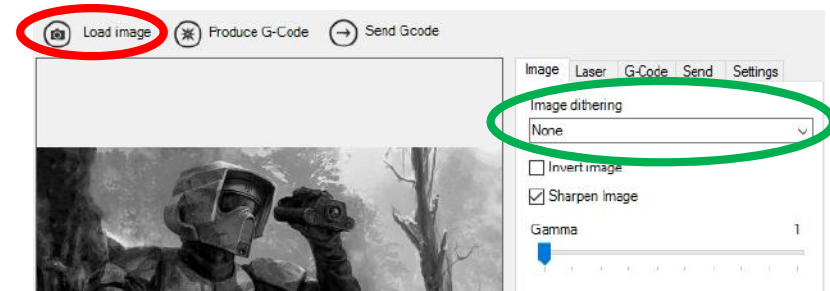 Load image Produce G-Code Send Gcode
Image Laser G-Code Send Settings
Image dithering
None
Invert image
Sharpen Image
Gamma 1